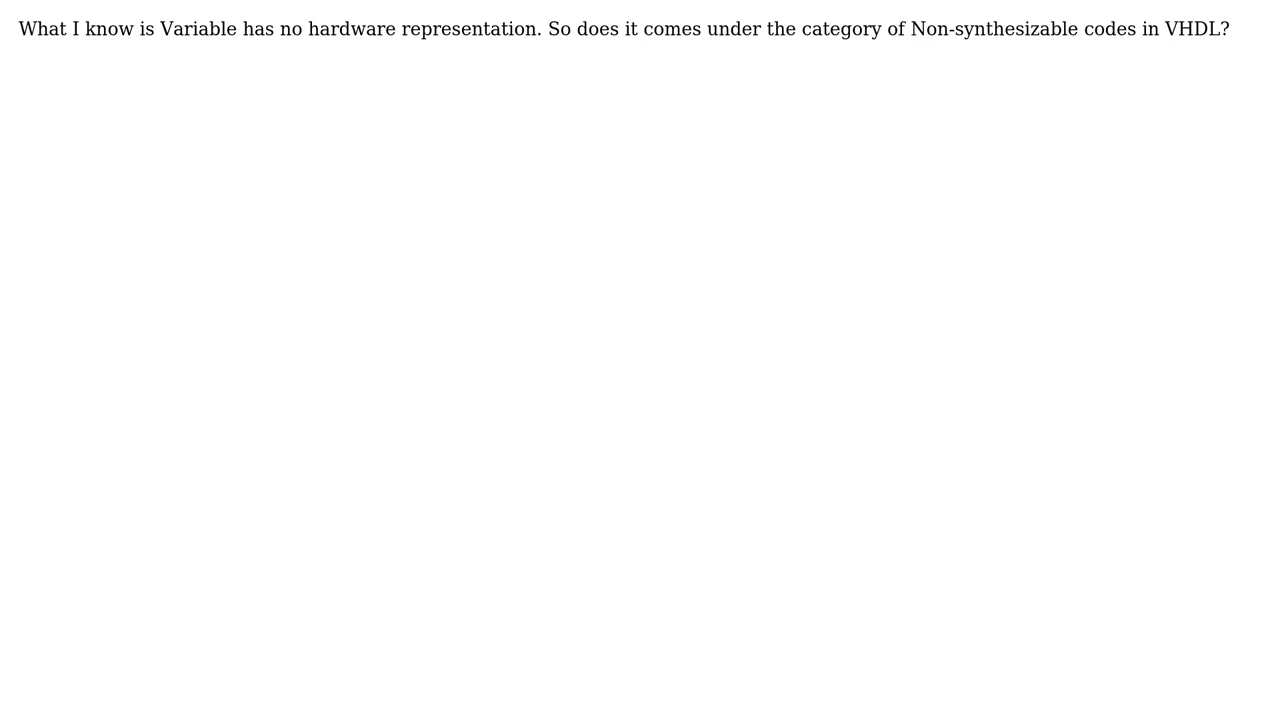 What I know is Variable has no hardware representation. So does it comes under the category of Non-synthesizable codes in VHDL?